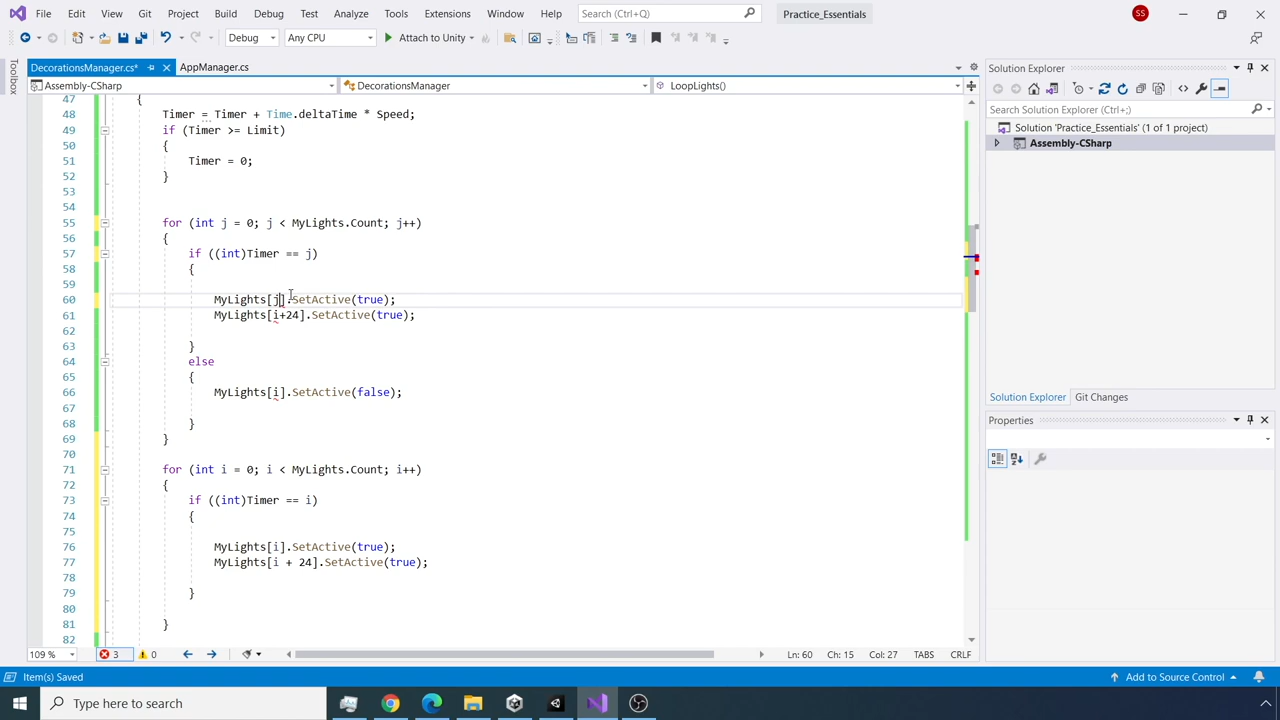 File Edit View Git Project Build Debug Test Analyze Tools Extensions Window Help Search (Ctrl+Q) Practice_Essentials SS
Debug Any CPU Attach to Unity
DecorationsManager.cs* AppManager.cs
Toolbox
Assembly-CSharp DecorationsManager LoopLights()
47 {
48 Timer = Timer + Time.deltaTime * Speed;
49 if (Timer >= Limit)
50 {
51 Timer = 0;
52 }
53
54
55 for (int j = 0; j < MyLights.Count; j++)
56 {
57 if ((int)Timer == j)
58 {
59
60 MyLights[j].SetActive(true);
61 MyLights[i+24].SetActive(true);
62
63 }
64 else
65 {
66 MyLights[i].SetActive(false);
67
68 }
69 }
70
71 for (int i = 0; i < MyLights.Count; i++)
72 {
73 if ((int)Timer == i)
74 {
75
76 MyLights[i].SetActive(true);
77 MyLights[i + 24].SetActive(true);
78
79 }
80
81 }
82
109 % 3 0 Ln: 60 Ch: 15 Col: 27 TABS CRLF
Solution Explorer
Search Solution Explorer (Ctrl+;)
Solution 'Practice_Essentials' (1 of 1 project)
Assembly-CSharp
Solution Explorer Git Changes
Properties
Item(s) Saved Add to Source Control
Type here to search